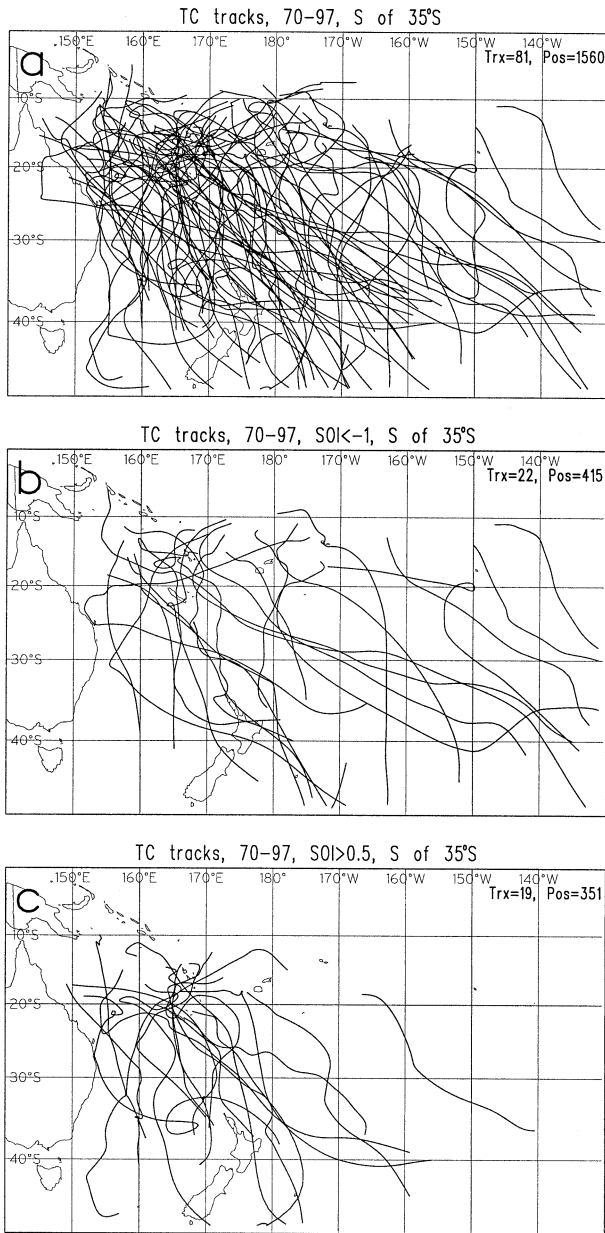 TC tracks, 70-97, S of 35°S
a
150°E 160°E 170°E 180° 170°W 160°W 150°W 140°W
Trx=81, Pos=1560
10°S
20°S
30°S
40°S
TC tracks, 70-97, SOI<-1, S of 35°S
b
150°E 160°E 170°E 180° 170°W 160°W 150°W 140°W
Trx=22, Pos=415
10°S
20°S
30°S
40°S
TC tracks, 70-97, SOI>0.5, S of 35°S
c
150°E 160°E 170°E 180° 170°W 160°W 150°W 140°W
Trx=19, Pos=351
10°S
20°S
30°S
40°S